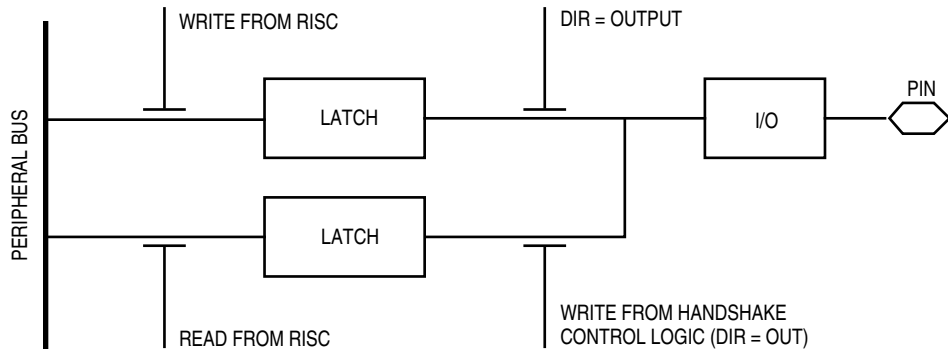 WRITE FROM RISC
DIR = OUTPUT
PERIPHERAL BUS
LATCH
I/O
PIN
LATCH
READ FROM RISC
WRITE FROM HANDSHAKE
CONTROL LOGIC (DIR = OUT)